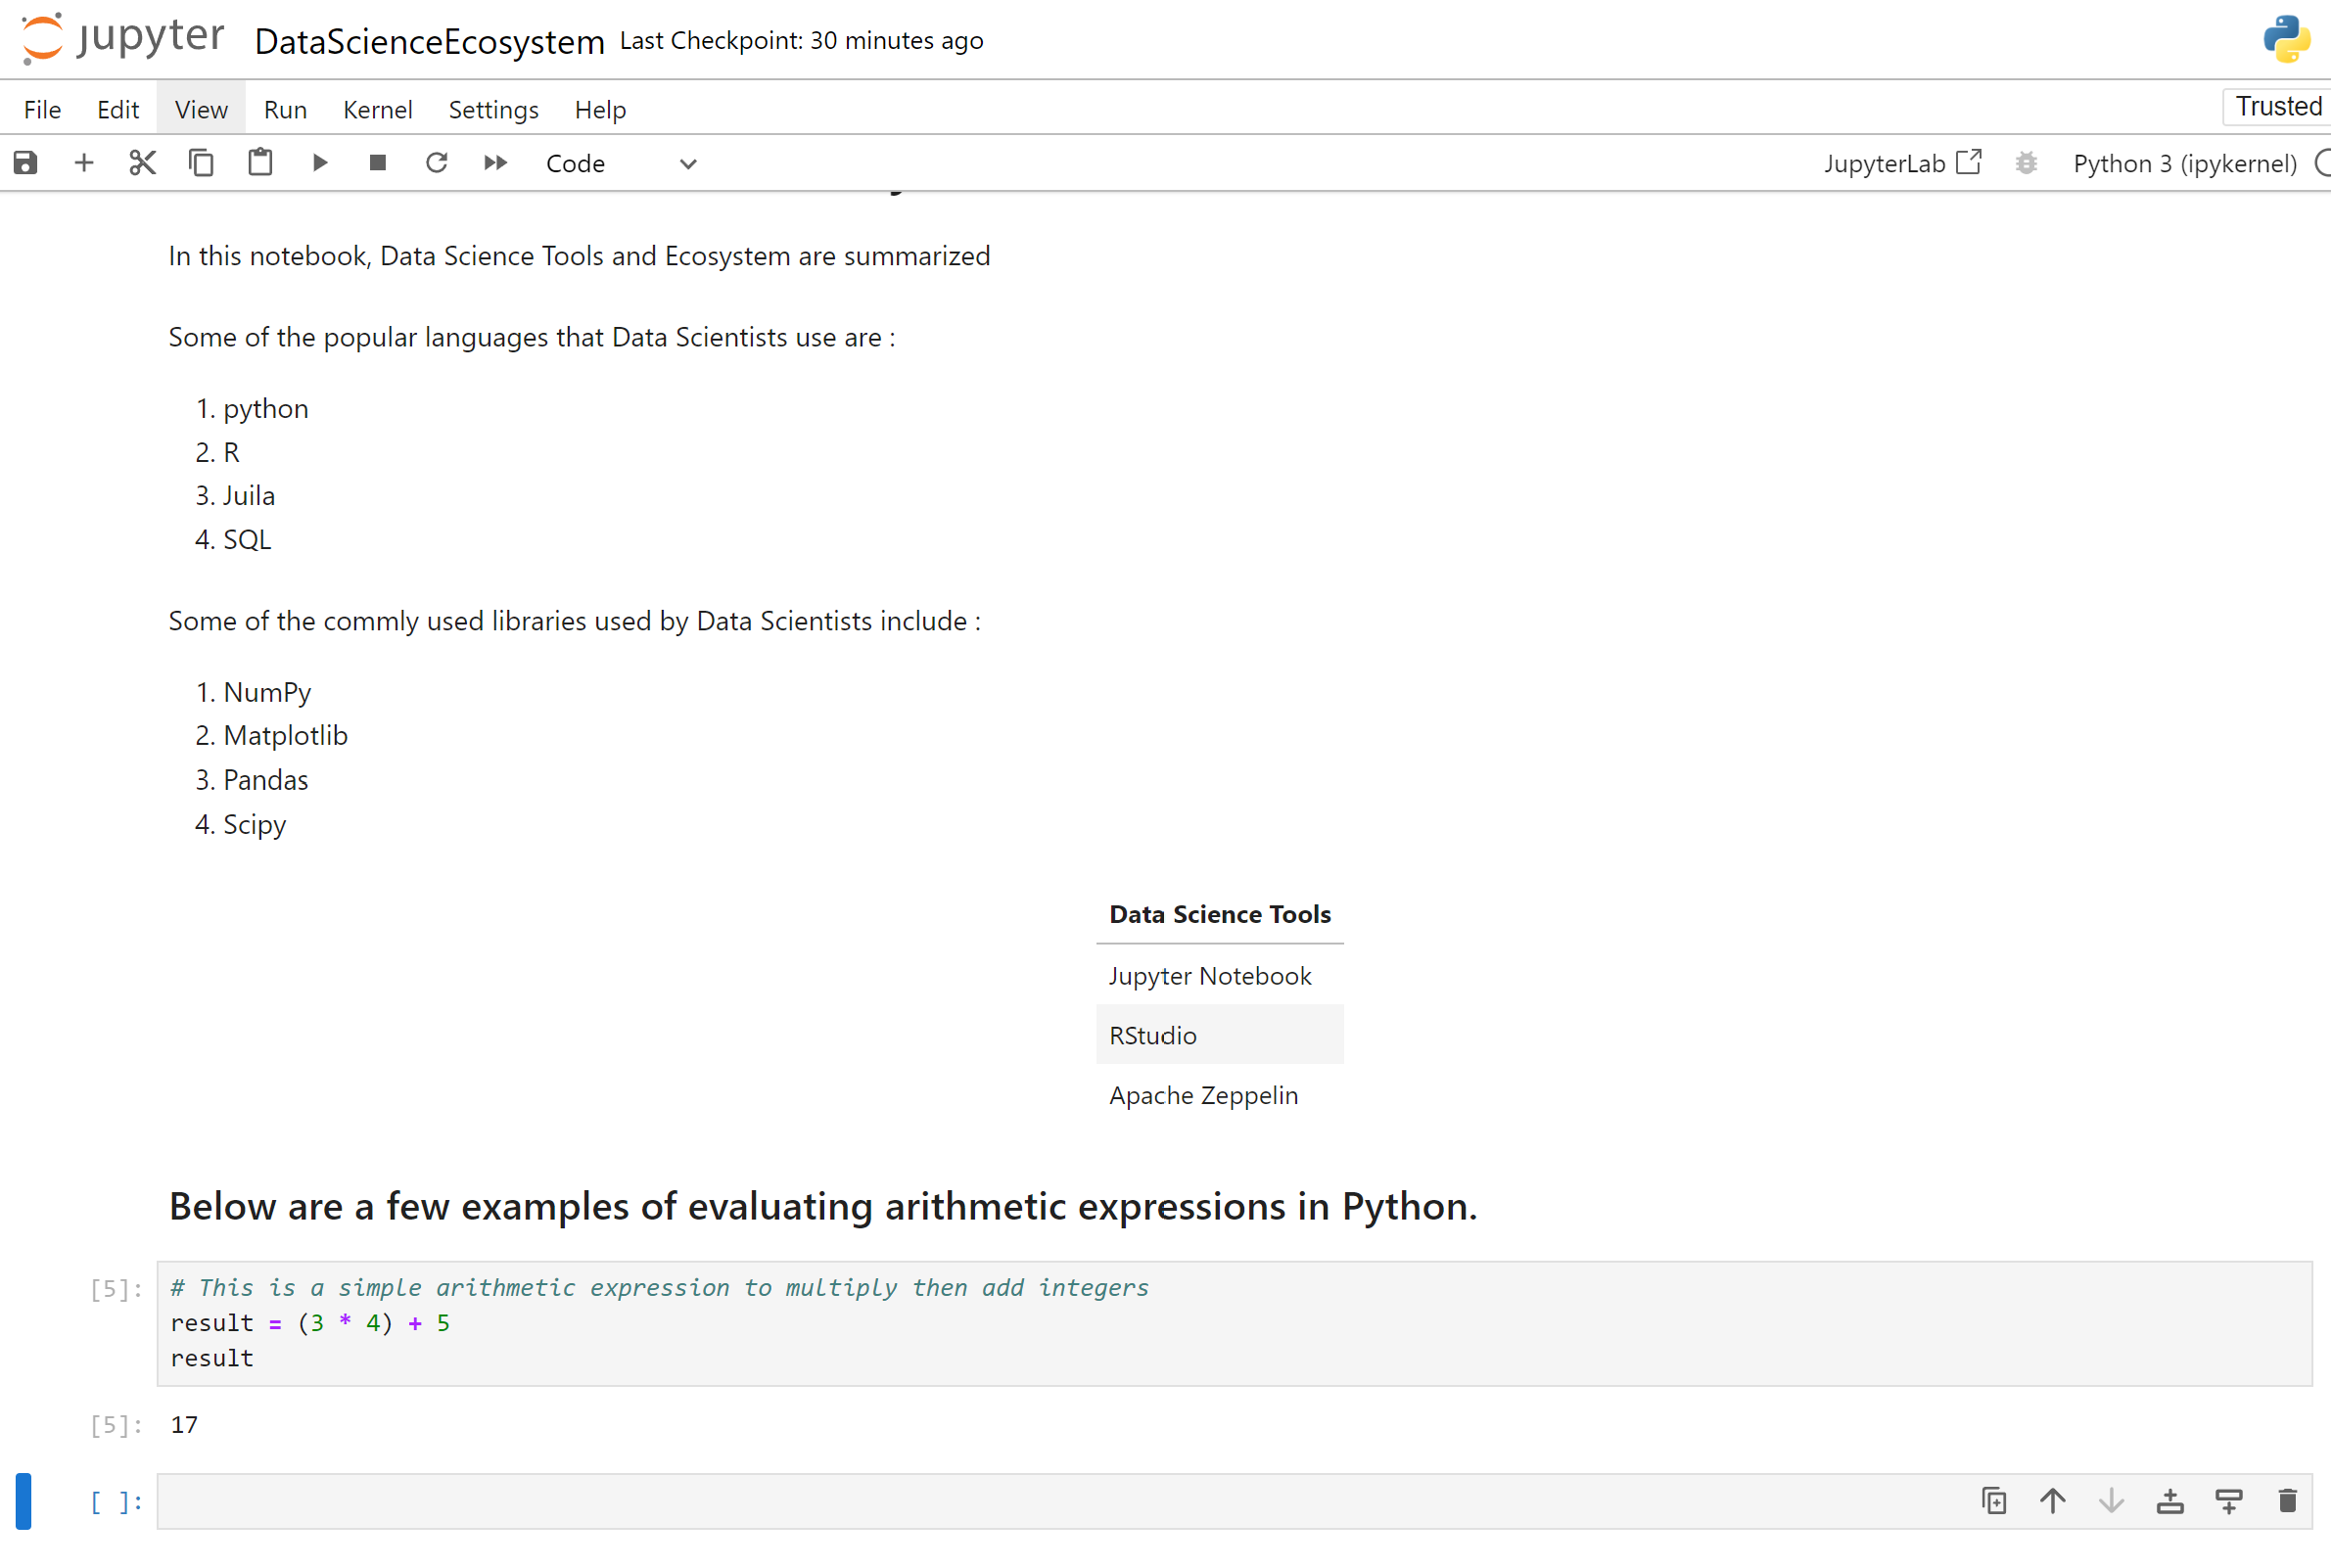 jupyter DataScienceEcosystem Last Checkpoint: 30 minutes ago
File Edit View Run Kernel Settings Help Trusted
Code JupyterLab Python 3 (ipykernel)
In this notebook, Data Science Tools and Ecosystem are summarized
Some of the popular languages that Data Scientists use are :
1. python
2. R
3. Juila
4. SQL
Some of the commly used libraries used by Data Scientists include :
1. NumPy
2. Matplotlib
3. Pandas
4. Scipy
Data Science Tools
Jupyter Notebook
RStudio
Apache Zeppelin
Below are a few examples of evaluating arithmetic expressions in Python.
[5]: # This is a simple arithmetic expression to multiply then add integers
result = (3 * 4) + 5
result
[5]: 17
[ ]: